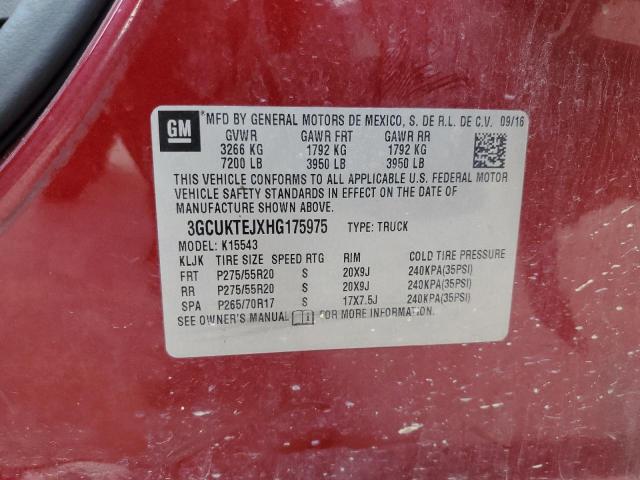 GM
*MFD BY GENERAL MOTORS DE MEXICO, S. DE R.L. DE C.V. 09/16
GVWR GAWR FRT GAWR RR
3266 KG 1792 KG 1792 KG
7200 LB 3950 LB 3950 LB
THIS VEHICLE CONFORMS TO ALL APPLICABLE U.S. FEDERAL MOTOR
VEHICLE SAFETY STANDARDS IN EFFECT ON THE DATE OF
MANUFACTURE SHOWN ABOVE.
3GCUKTEJXHG175975 TYPE: TRUCK
MODEL: K15543
KLJK TIRE SIZE SPEED RTG RIM COLD TIRE PRESSURE
FRT P275/55R20 S 20X9J 240KPA(35PSI)
RR P275/55R20 S 20X9J 240KPA(35PSI)
SPA P265/70R17 S 17X7.5J 240KPA(35PSI)
SEE OWNER'S MANUAL FOR MORE INFORMATION.